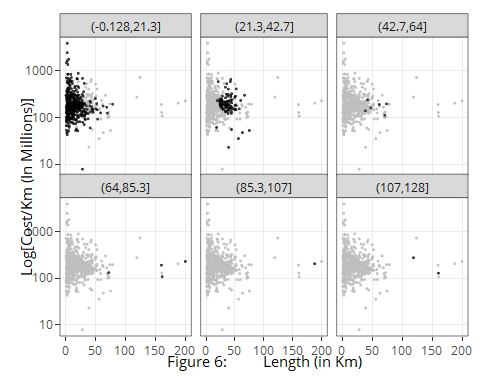 (-0.128,21.3] (21.3,42.7] (42.7,64]
1000
100
10
Log[Cost/Km (In Millions)]
(64,85.3] (85.3,107] (107,128]
1000
100
10
0 50 100 150 200 0 50 100 150 200 0 50 100 150 200
Figure 6: Length (in Km)